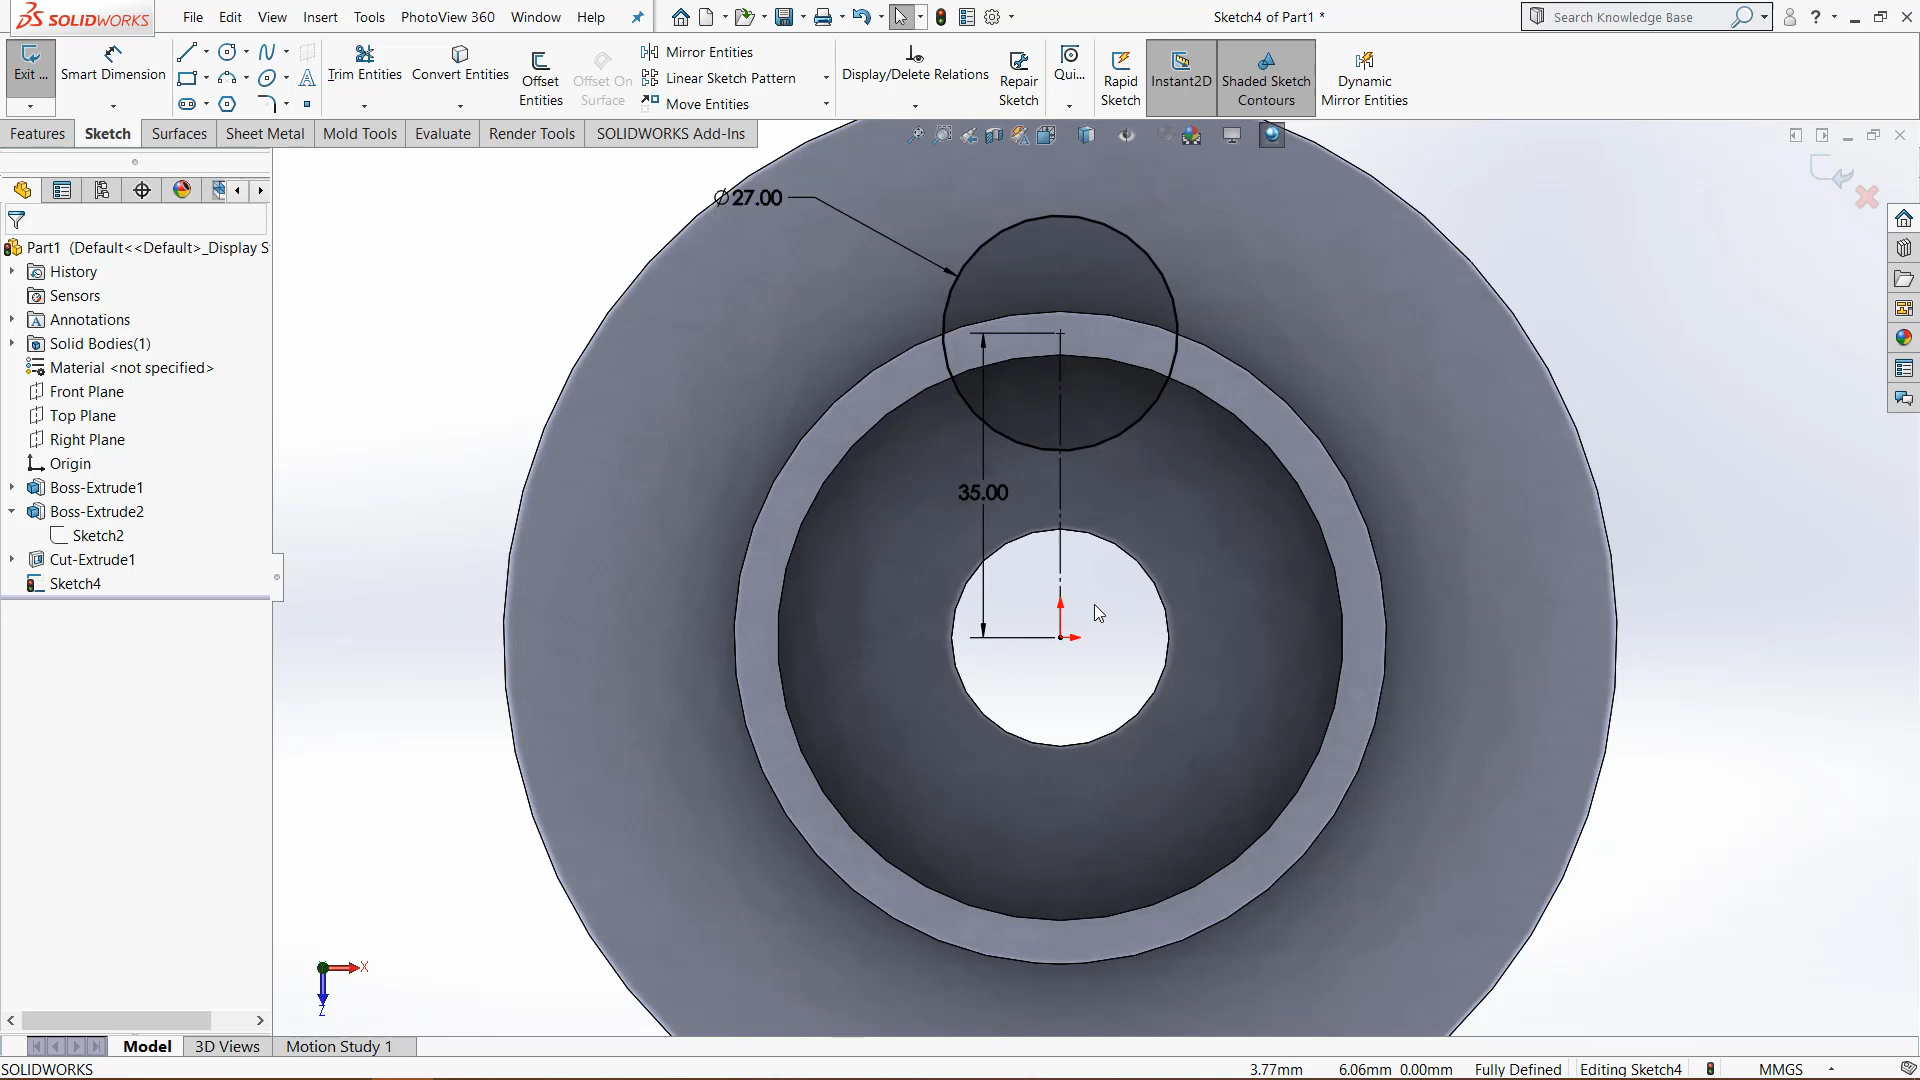 SOLIDWORKS
File Edit View Insert Tools PhotoView 360 Window Help
Sketch4 of Part1 *
Search Knowledge Base
?
Exit ...
Smart Dimension
Trim Entities
Convert Entities
Offset Entities
Offset On Surface
Mirror Entities
Linear Sketch Pattern
Move Entities
Display/Delete Relations
Repair Sketch
Qui...
Rapid Sketch
Instant2D
Shaded Sketch Contours
Dynamic Mirror Entities
Features Sketch Surfaces Sheet Metal Mold Tools Evaluate Render Tools SOLIDWORKS Add-Ins
Part1 (Default<<Default>_Display S
History
Sensors
Annotations
Solid Bodies(1)
Material <not specified>
Front Plane
Top Plane
Right Plane
Origin
Boss-Extrude1
Boss-Extrude2
Sketch2
Cut-Extrude1
Sketch4
⌀27.00
35.00
X
Z
Model 3D Views Motion Study 1
SOLIDWORKS
3.77mm 6.06mm 0.00mm Fully Defined Editing Sketch4 MMGS